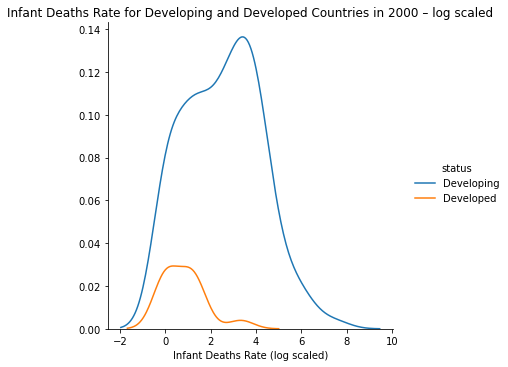 Infant Deaths Rate for Developing and Developed Countries in 2000 – log scaled
0.14
0.12
0.10
0.08
0.06
0.04
0.02
0.00
−2 0 2 4 6 8 10
Infant Deaths Rate (log scaled)
status
Developing
Developed